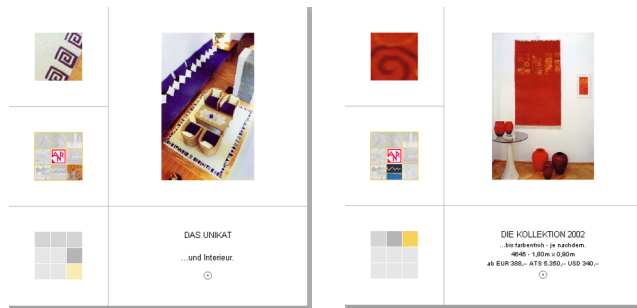 DAS UNIKAT
...und Interieur.
DIE KOLLEKTION 2002
...bis farbenfroh - je nachdem.
4645 - 1,80m x 0,90m
ab EUR 388,- ATS 5.350,- USD 340,-